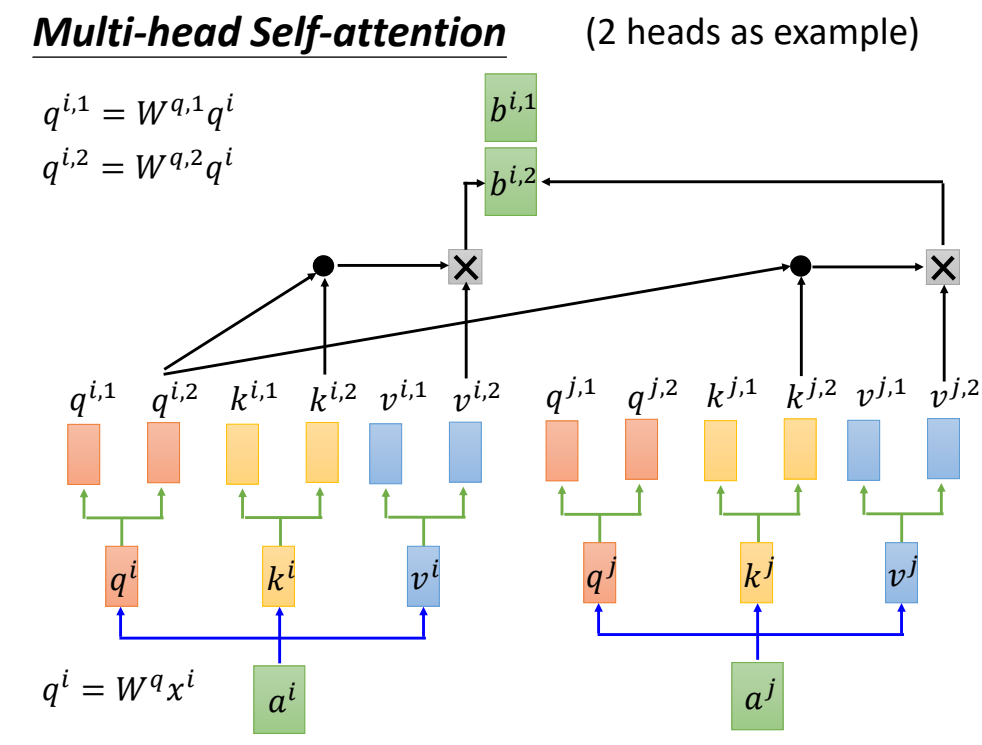 Multi-head Self-attention (2 heads as example)
q^{i,1} = W^{q,1}q^i
q^{i,2} = W^{q,2}q^i
b^{i,1}
b^{i,2}
q^{i,1} q^{i,2} k^{i,1} k^{i,2} v^{i,1} v^{i,2} q^{j,1} q^{j,2} k^{j,1} k^{j,2} v^{j,1} v^{j,2}
q^i k^i v^i q^j k^j v^j
q^i = W^q x^i
a^i a^j